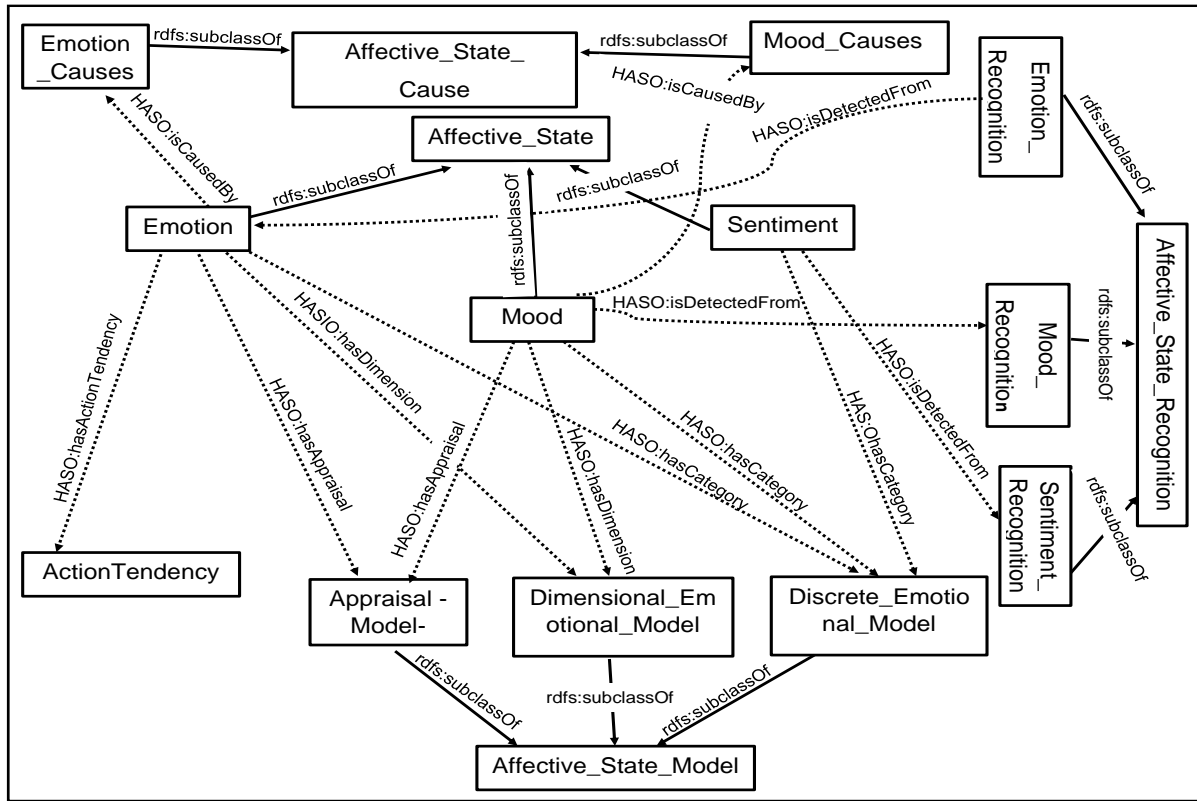 Emotion
_Causes
rdfs:subclassOf
Affective_State_
Cause
rdfs:subclassOf
Mood_Causes
HASO:isCausedBy
Emotion_
Recoqnition
HASO:isDetectedFrom
HASO:isCausedBy
Affective_State
rdfs:subclassOf
rdfs:subclassOf
rdfs:subclassOf
rdfs:subclassOf
Emotion
Sentiment
Mood
HASO:isDetectedFrom
Mood_
Recoqnition
rdfs:subclassOf
Affective_State_
Recognition
HASO:hasActionTendency
HASO:hasAppraisal
HASIO:hasDimension
HASO:hasAppraisal
HASO:hasDimension
HASO:hasCategory
HASO:hasCategory
HAS:OhasCategory
HASO:isDetectedFrom
Sentiment_
Recognition
rdfs:subclassOf
ActionTendency
Appraisal -
Model-
Dimensional_Em
otional_Model
Discrete_Emotio
nal_Model
rdfs:subclassOf
rdfs:subclassOf
rdfs:subclassOf
Affective_State_Model